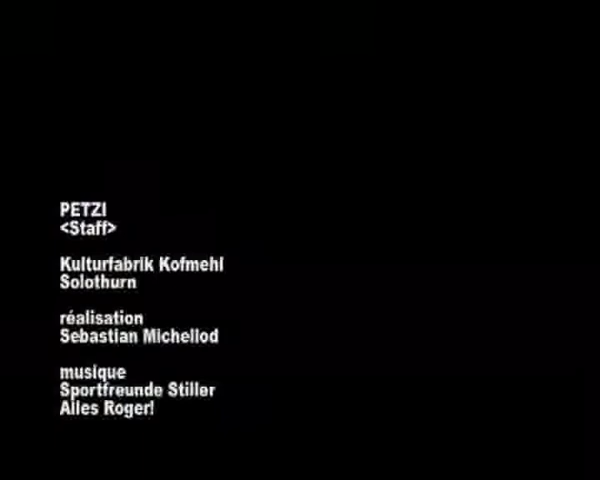 PETZI
<Staff>
Kulturfabrik Kofmehl
Solothurn
réalisation
Sebastian Michellod
musique
Sportfreunde Stiller
Alles Roger!